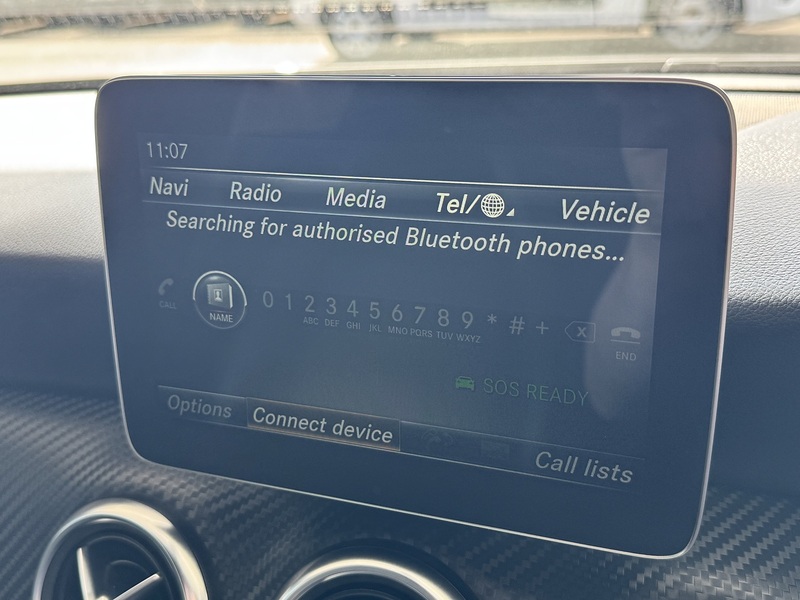 11:07
Navi Radio Media Tel/ Vehicle
Searching for authorised Bluetooth phones...
0 1 2 3 4 5 6 7 8 9 * # +
ABC DEF GHI JKL MNO PQRS TUV WXYZ
CALL NAME X END
SOS READY
Options Connect device Call lists